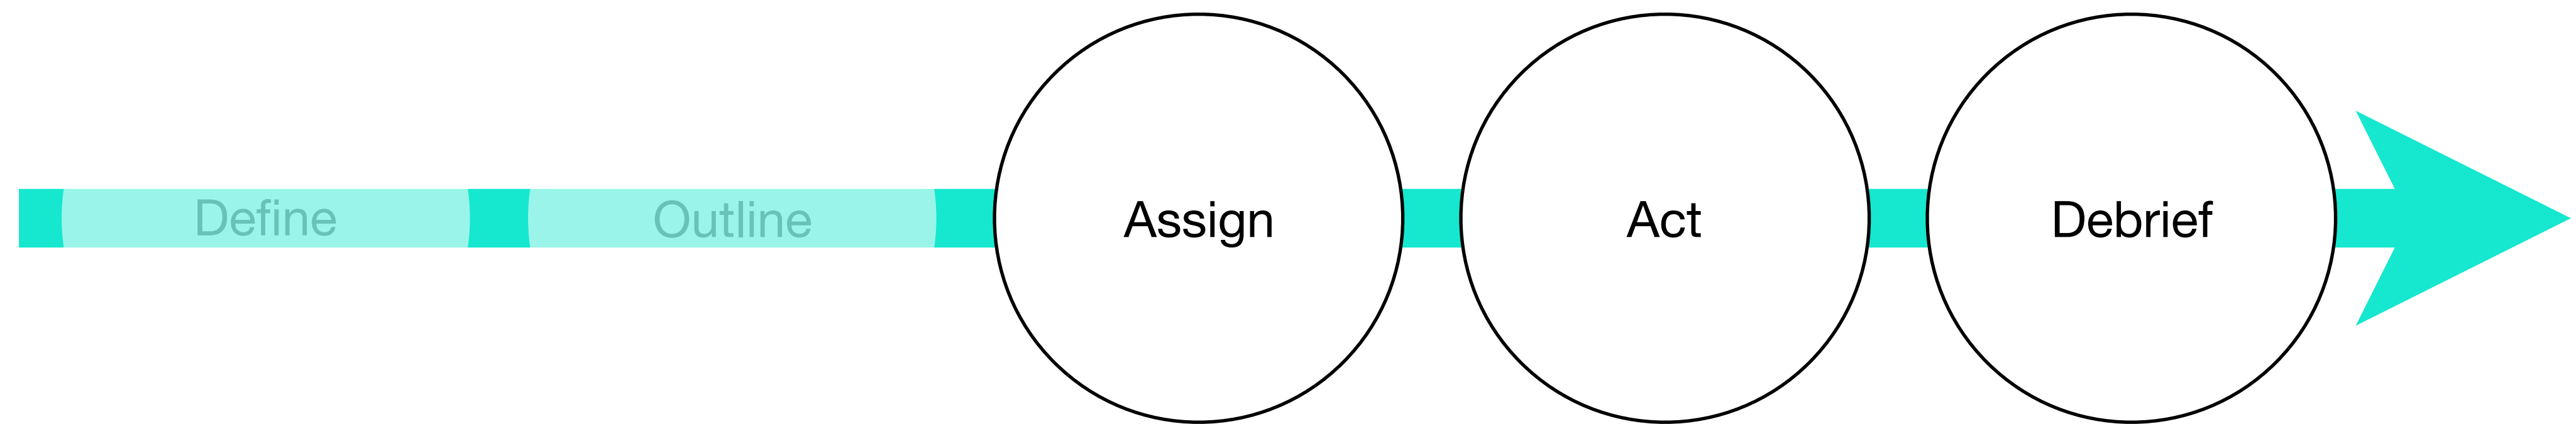 Define
Outline
Assign
Act
Debrief